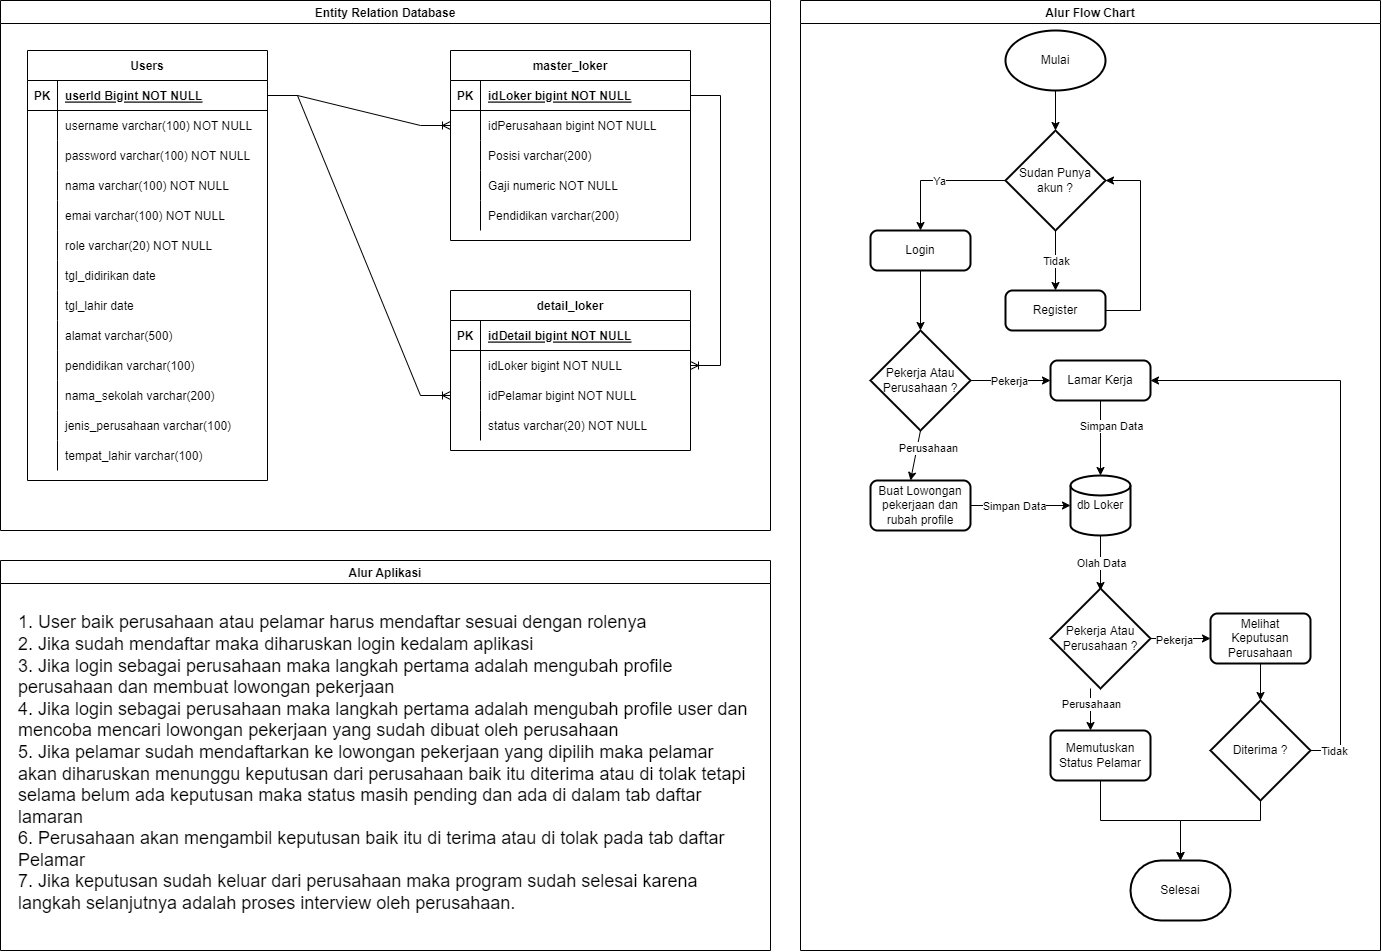 Entity Relation Database
Users
PK userId Bigint NOT NULL
username varchar(100) NOT NULL
password varchar(100) NOT NULL
nama varchar(100) NOT NULL
emai varchar(100) NOT NULL
role varchar(20) NOT NULL
tgl_didirikan date
tgl_lahir date
alamat varchar(500)
pendidikan varchar(100)
nama_sekolah varchar(200)
jenis_perusahaan varchar(100)
tempat_lahir varchar(100)
master_loker
PK idLoker bigint NOT NULL
idPerusahaan bigint NOT NULL
Posisi varchar(200)
Gaji numeric NOT NULL
Pendidikan varchar(200)
detail_loker
PK idDetail bigint NOT NULL
idLoker bigint NOT NULL
idPelamar bigint NOT NULL
status varchar(20) NOT NULL
Alur Aplikasi
1. User baik perusahaan atau pelamar harus mendaftar sesuai dengan rolenya
2. Jika sudah mendaftar maka diharuskan login kedalam aplikasi
3. Jika login sebagai perusahaan maka langkah pertama adalah mengubah profile
perusahaan dan membuat lowongan pekerjaan
4. Jika login sebagai perusahaan maka langkah pertama adalah mengubah profile user dan
mencoba mencari lowongan pekerjaan yang sudah dibuat oleh perusahaan
5. Jika pelamar sudah mendaftarkan ke lowongan pekerjaan yang dipilih maka pelamar
akan diharuskan menunggu keputusan dari perusahaan baik itu diterima atau di tolak tetapi
selama belum ada keputusan maka status masih pending dan ada di dalam tab daftar
lamaran
6. Perusahaan akan mengambil keputusan baik itu di terima atau di tolak pada tab daftar
Pelamar
7. Jika keputusan sudah keluar dari perusahaan maka program sudah selesai karena
langkah selanjutnya adalah proses interview oleh perusahaan.
Alur Flow Chart
Mulai
Sudan Punya
akun ?
Ya
Tidak
Login
Register
Pekerja Atau
Perusahaan ?
Pekerja
Lamar Kerja
Perusahaan
Simpan Data
Buat Lowongan
pekerjaan dan
rubah profile
Simpan Data
db Loker
Olah Data
Pekerja Atau
Perusahaan ?
Pekerja
Melihat
Keputusan
Perusahaan
Perusahaan
Memutuskan
Status Pelamar
Diterima ?
Tidak
Selesai